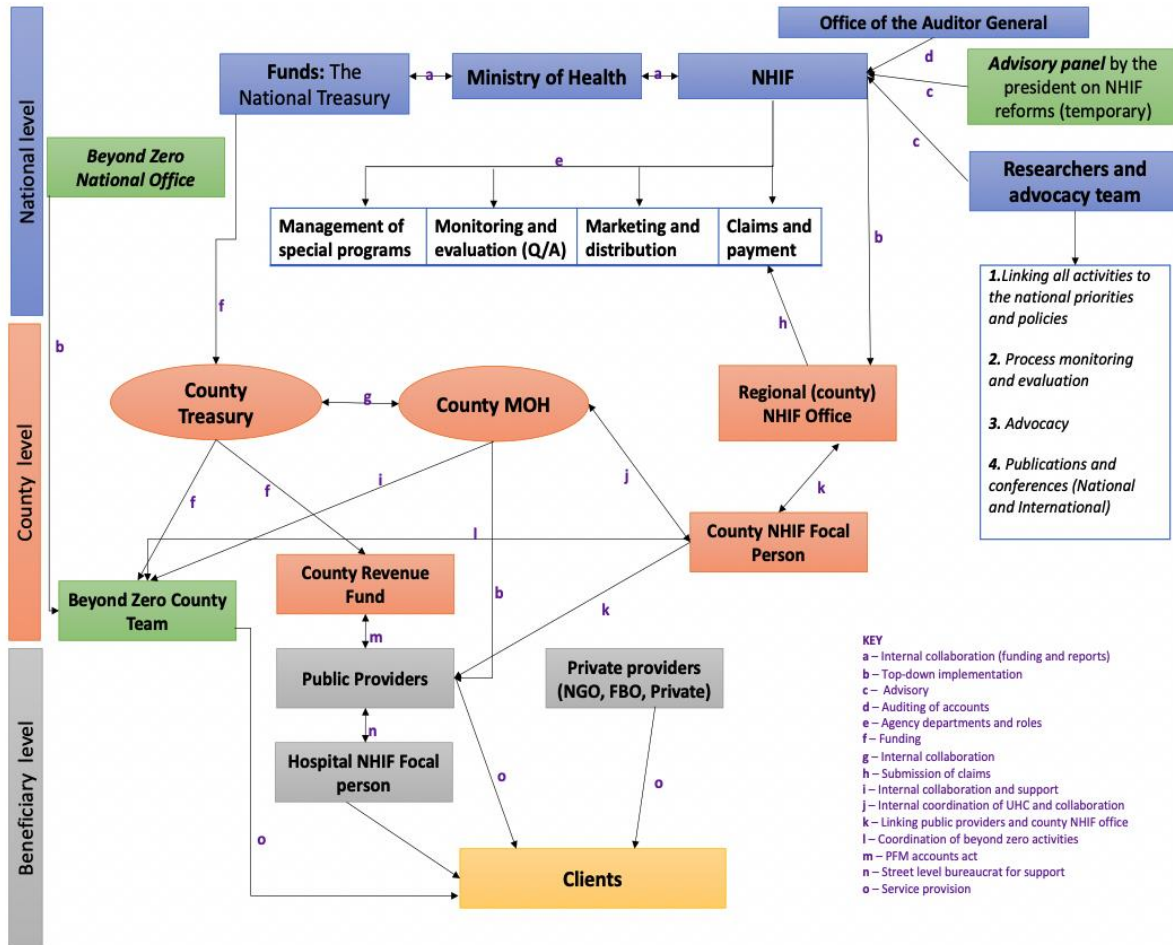 Office of the Auditor General
Funds: The
National Treasury
a
Ministry of Health
a
NHIF
d
Advisory panel by the
president on NHIF
reforms (temporary)
c
c
National level
Beyond Zero
National Office
e
Researchers and
advocacy team
Management of
special programs
Monitoring and
evaluation (Q/A)
Marketing and
distribution
Claims and
payment
b
1.Linking all activities to
the national priorities
and policies
2. Process monitoring
and evaluation
3. Advocacy
4. Publications and
conferences (National
and International)
f
h
b
County level
County
Treasury
g
County MOH
Regional (county)
NHIF Office
f
f
i
j
k
l
County NHIF Focal
Person
County Revenue
Fund
b
k
Beyond Zero County
Team
m
Beneficiary level
Public Providers
Private providers
(NGO, FBO, Private)
n
Hospital NHIF Focal
person
o
o
o
Clients
KEY
a – Internal collaboration (funding and reports)
b – Top-down implementation
c – Advisory
d – Auditing of accounts
e – Agency departments and roles
f – Funding
g – Internal collaboration
h – Submission of claims
i – Internal collaboration and support
j – Internal coordination of UHC and collaboration
k – Linking public providers and county NHIF office
l – Coordination of beyond zero activities
m – PFM accounts act
n – Street level bureaucrat for support
o – Service provision